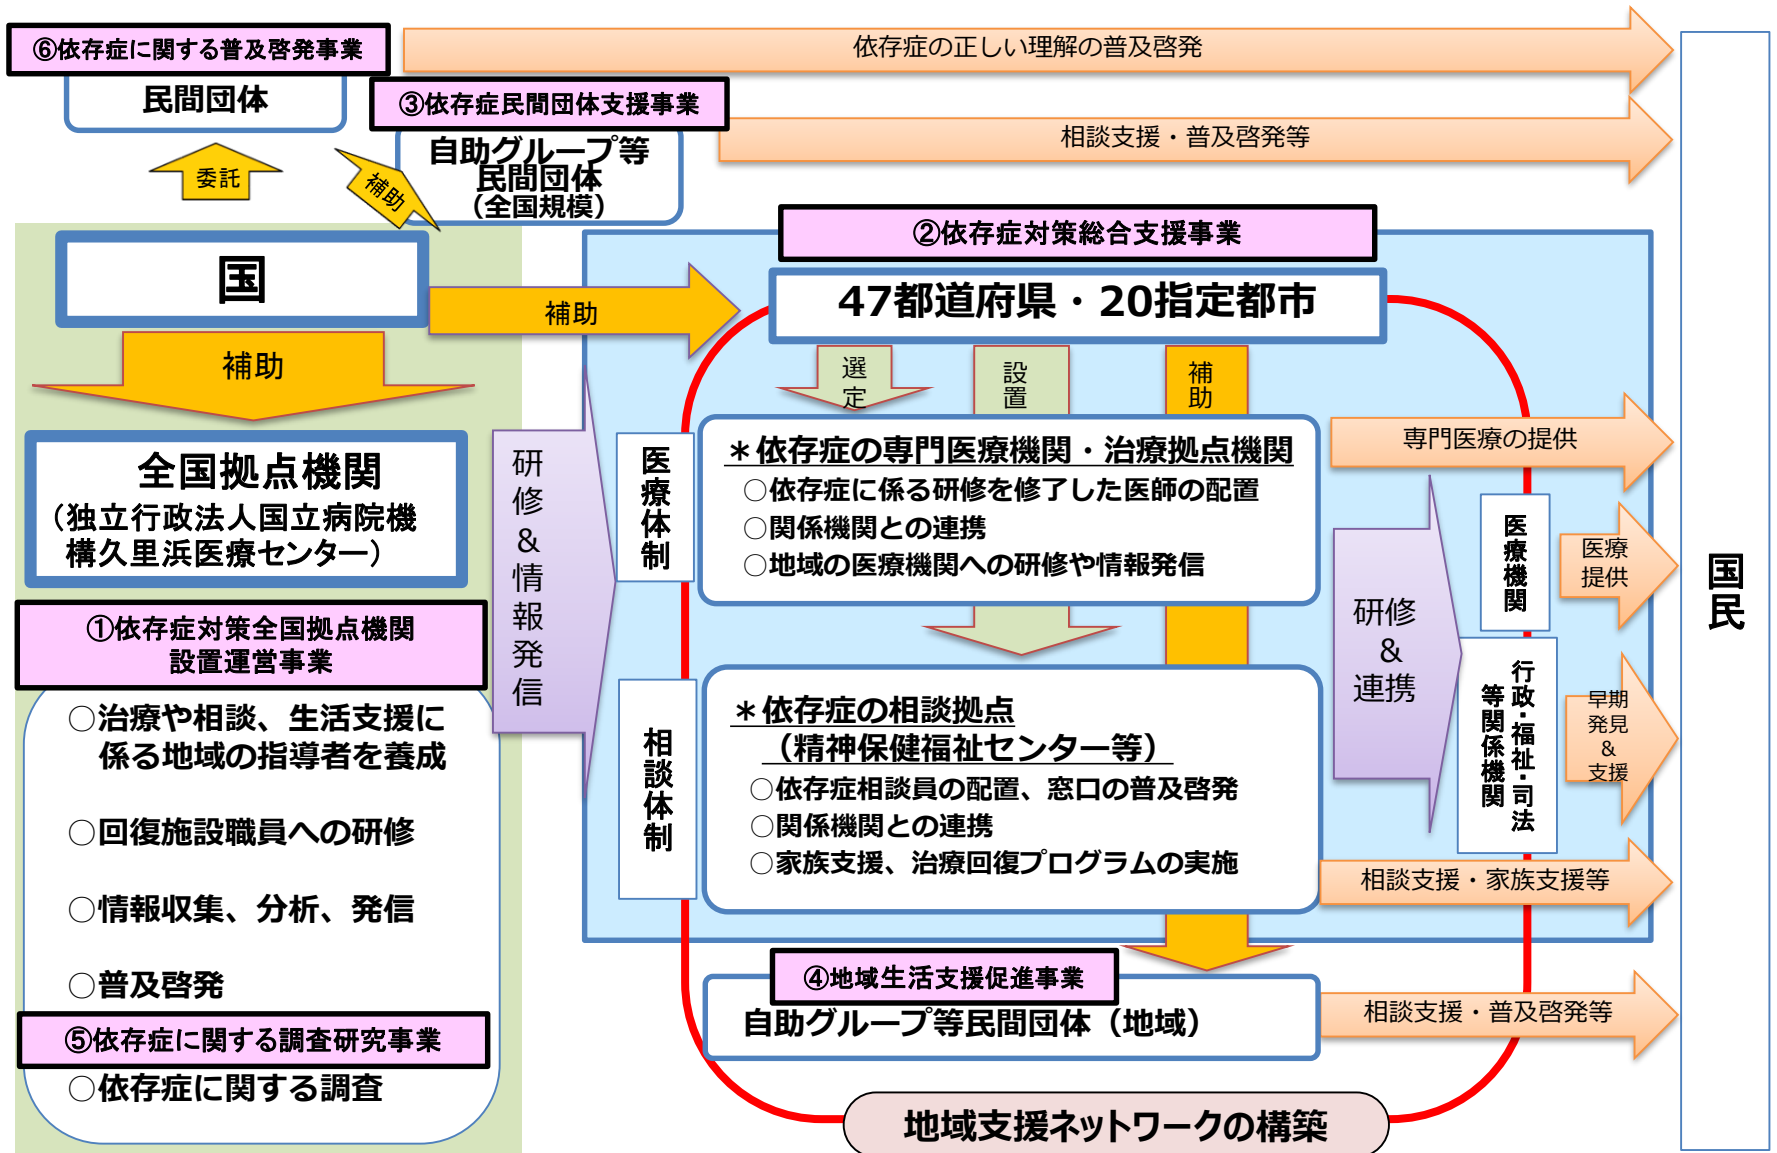 ⑥依存症に関する普及啓発事業
民間団体
依存症の正しい理解の普及啓発
③依存症民間団体支援事業
自助グループ等
民間団体
（全国規模）
相談支援・普及啓発等
委託
補助
国
補助
②依存症対策総合支援事業
47都道府県・20指定都市
補助
選定
設置
補助
全国拠点機関
（独立行政法人国立病院機
構久里浜医療センター）
①依存症対策全国拠点機関
設置運営事業
○治療や相談、生活支援に
係る地域の指導者を養成
○回復施設職員への研修
○情報収集、分析、発信
○普及啓発
⑤依存症に関する調査研究事業
○依存症に関する調査
研修&情報発信
医療体制
＊依存症の専門医療機関・治療拠点機関
○依存症に係る研修を修了した医師の配置
○関係機関との連携
○地域の医療機関への研修や情報発信
相談体制
＊依存症の相談拠点
（精神保健福祉センター等）
○依存症相談員の配置、窓口の普及啓発
○関係機関との連携
○家族支援、治療回復プログラムの実施
④地域生活支援促進事業
自助グループ等民間団体（地域）
地域支援ネットワークの構築
専門医療の提供
研修
&
連携
医療機関
医療
提供
行政・福祉・司法
等関係機関
早期
発見
&
支援
相談支援・家族支援等
相談支援・普及啓発等
国民